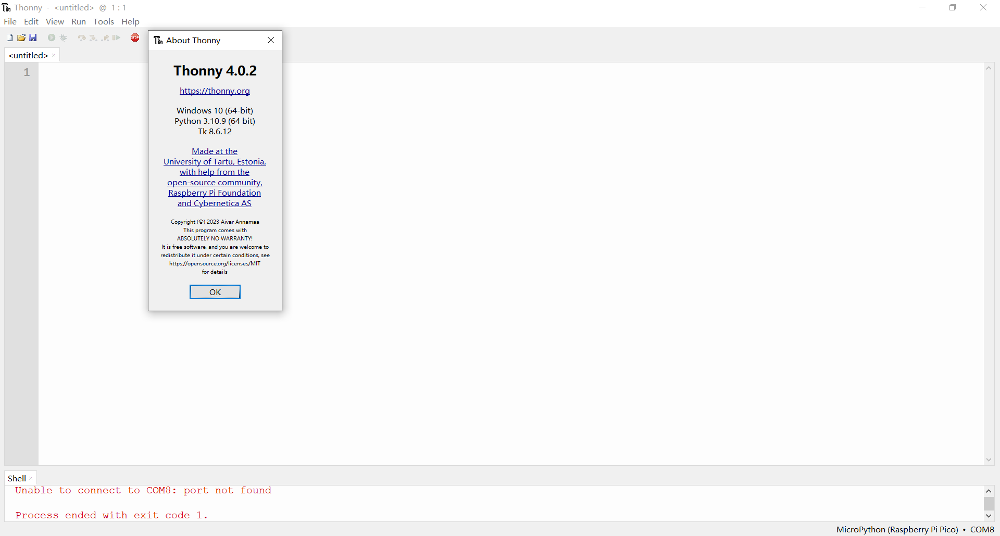 Thonny - <untitled> @ 1 : 1
File Edit View Run Tools Help
STOP
<untitled>
1
About Thonny
Thonny 4.0.2
https://thonny.org
Windows 10 (64-bit)
Python 3.10.9 (64 bit)
Tk 8.6.12
Made at the
University of Tartu, Estonia,
with help from the
open-source community,
Raspberry Pi Foundation
and Cybernetica AS
Copyright (©) 2023 Aivar Annamaa
This program comes with
ABSOLUTELY NO WARRANTY!
It is free software, and you are welcome to
redistribute it under certain conditions, see
https://opensource.org/licenses/MIT
for details
OK
Shell
Unable to connect to COM8: port not found
Process ended with exit code 1.
MicroPython (Raspberry Pi Pico) • COM8